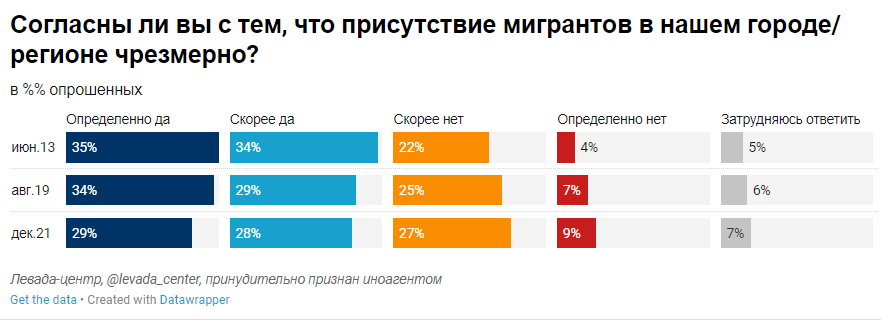 Согласны ли вы с тем, что присутствие мигрантов в нашем городе/
регионе чрезмерно?
в %% опрошенных
Определенно да Скорее да Скорее нет Определенно нет Затрудняюсь ответить
июн.13 35% 34% 22% 4% 5%
авг.19 34% 29% 25% 7% 6%
дек.21 29% 28% 27% 9% 7%
Левада-центр, @levada_center, принудительно признан иноагентом
Get the data • Created with Datawrapper